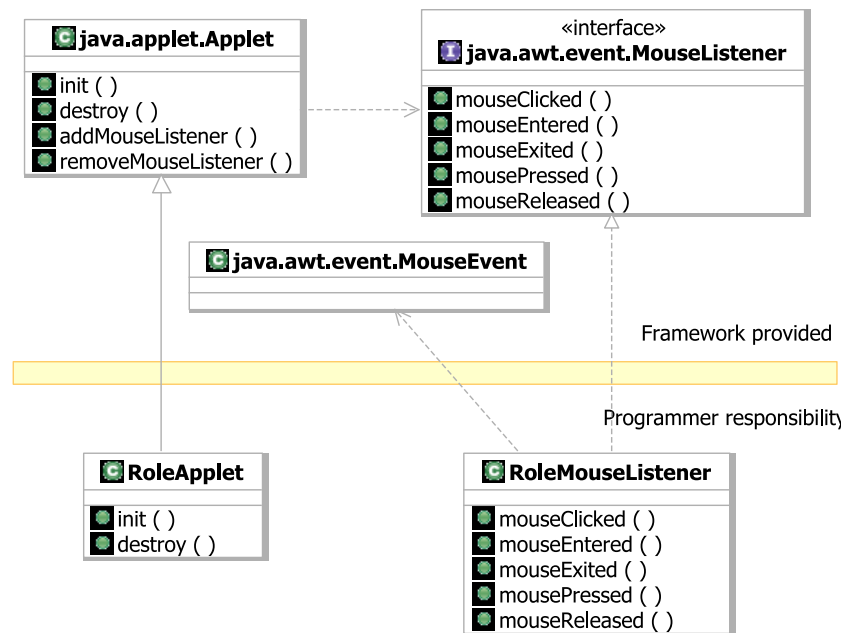 java.applet.Applet
init ( )
destroy ( )
addMouseListener ( )
removeMouseListener ( )
«interface»
java.awt.event.MouseListener
mouseClicked ( )
mouseEntered ( )
mouseExited ( )
mousePressed ( )
mouseReleased ( )
java.awt.event.MouseEvent
Framework provided
Programmer responsibility
RoleApplet
init ( )
destroy ( )
RoleMouseListener
mouseClicked ( )
mouseEntered ( )
mouseExited ( )
mousePressed ( )
mouseReleased ( )